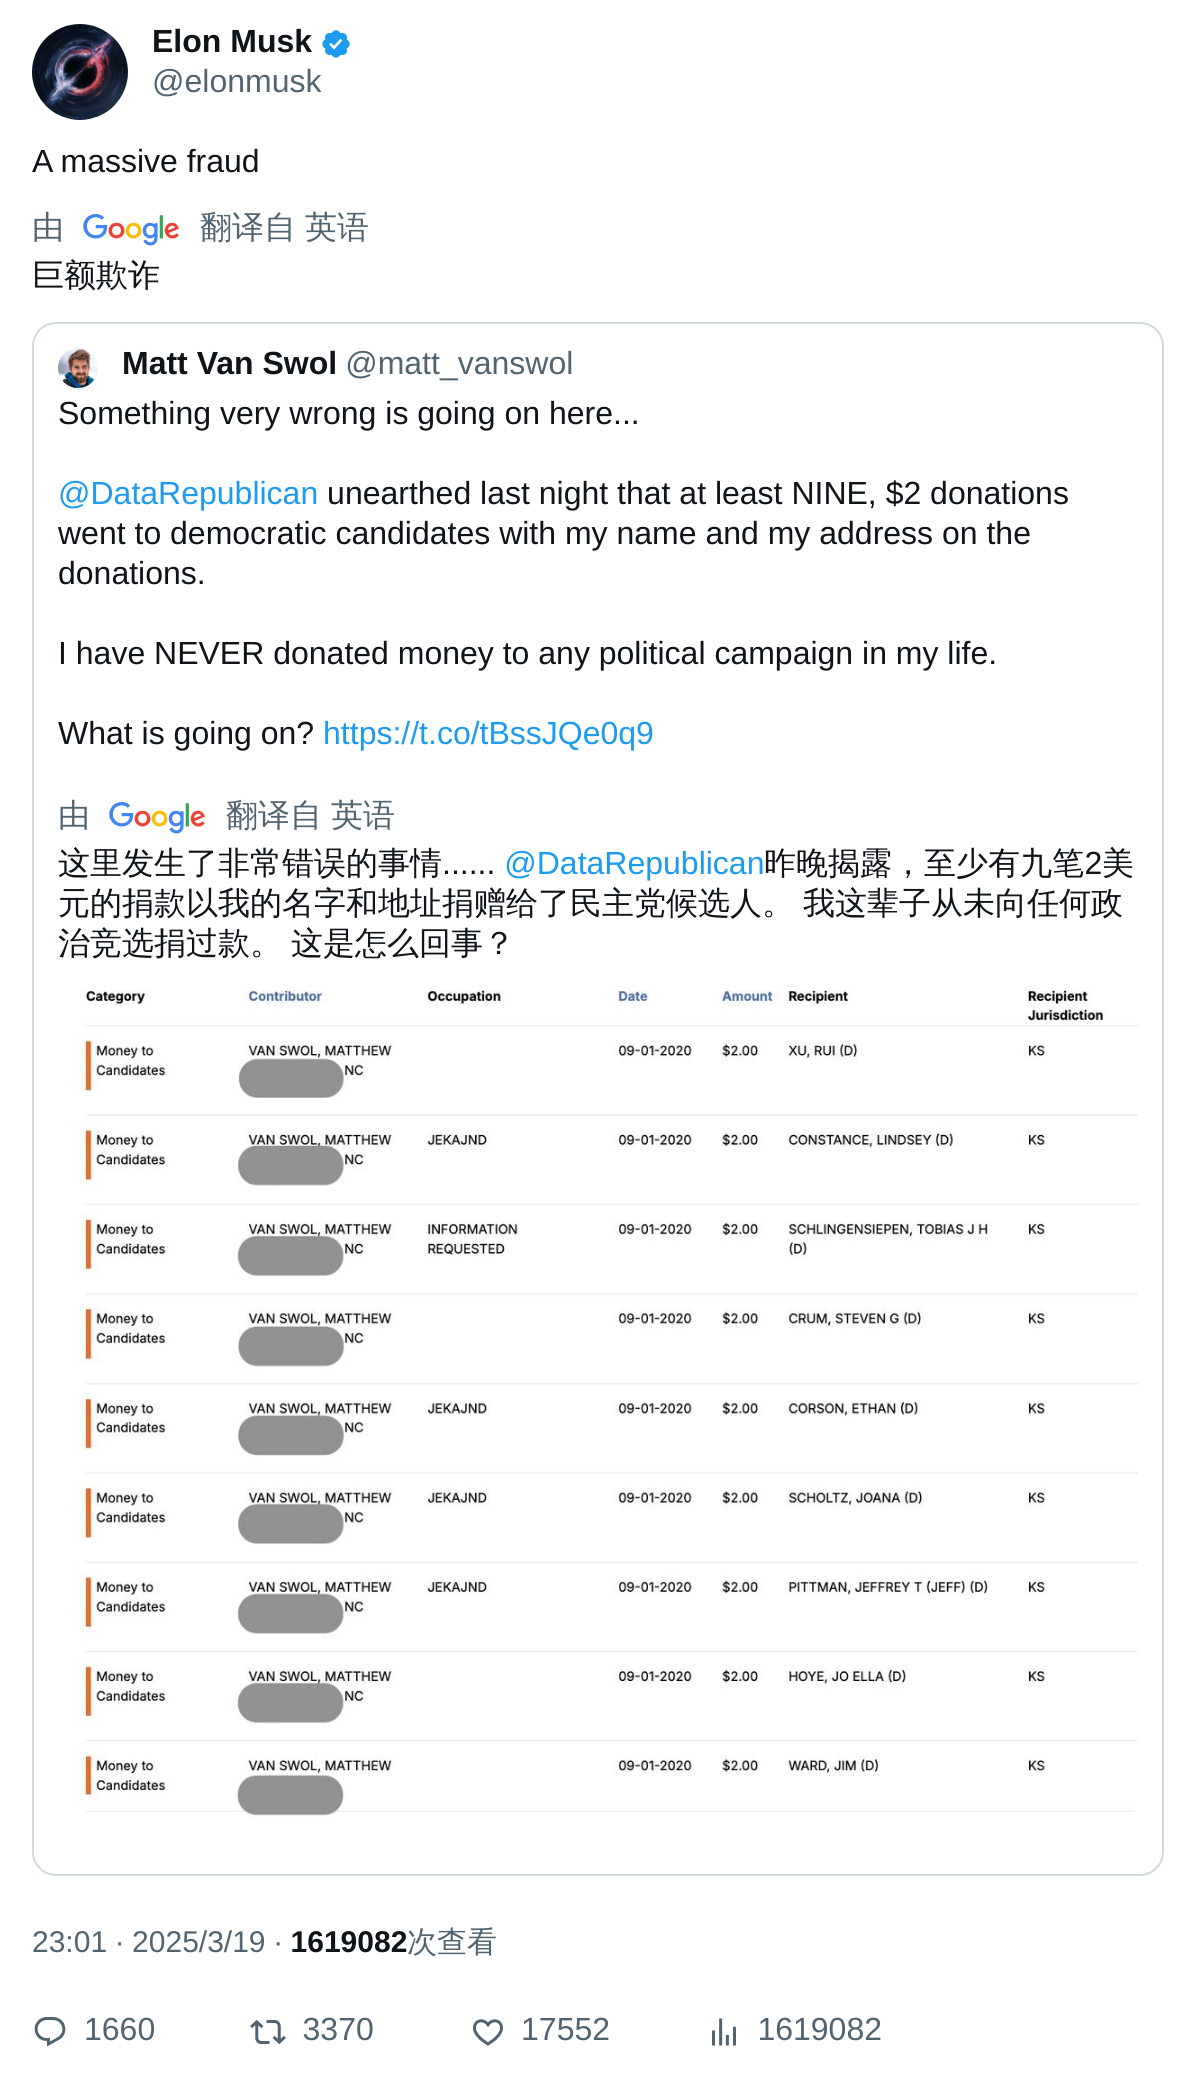 Elon Musk
@elonmusk
A massive fraud
由 Google 翻译自 英语
巨额欺诈
Matt Van Swol @matt_vanswol
Something very wrong is going on here...
@DataRepublican unearthed last night that at least NINE, $2 donations
went to democratic candidates with my name and my address on the
donations.
I have NEVER donated money to any political campaign in my life.
What is going on? https://t.co/tBssJQe0q9
由 Google 翻译自 英语
这里发生了非常错误的事情...... @DataRepublican昨晚揭露，至少有九笔2美
元的捐款以我的名字和地址捐赠给了民主党候选人。 我这辈子从未向任何政
治竞选捐过款。 这是怎么回事？
Category Contributor Occupation Date Amount Recipient Recipient
Jurisdiction
Money to VAN SWOL, MATTHEW 09-01-2020 $2.00 XU, RUI (D) KS
Candidates NC
Money to VAN SWOL, MATTHEW JEKAJND 09-01-2020 $2.00 CONSTANCE, LINDSEY (D) KS
Candidates NC
Money to VAN SWOL, MATTHEW INFORMATION 09-01-2020 $2.00 SCHLINGENSIEPEN, TOBIAS J H KS
Candidates NC REQUESTED (D)
Money to VAN SWOL, MATTHEW 09-01-2020 $2.00 CRUM, STEVEN G (D) KS
Candidates NC
Money to VAN SWOL, MATTHEW JEKAJND 09-01-2020 $2.00 CORSON, ETHAN (D) KS
Candidates NC
Money to VAN SWOL, MATTHEW JEKAJND 09-01-2020 $2.00 SCHOLTZ, JOANA (D) KS
Candidates NC
Money to VAN SWOL, MATTHEW JEKAJND 09-01-2020 $2.00 PITTMAN, JEFFREY T (JEFF) (D) KS
Candidates NC
Money to VAN SWOL, MATTHEW 09-01-2020 $2.00 HOYE, JO ELLA (D) KS
Candidates NC
Money to VAN SWOL, MATTHEW 09-01-2020 $2.00 WARD, JIM (D) KS
Candidates
23:01 · 2025/3/19 · 1619082次查看
1660 3370 17552 1619082